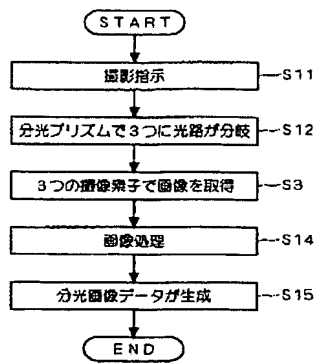 START
撮影指示 S11
分光プリズムで3つに光路が分岐 S12
3つの撮像素子で画像を取得 S3
画像処理 S14
分光画像データが生成 S15
END